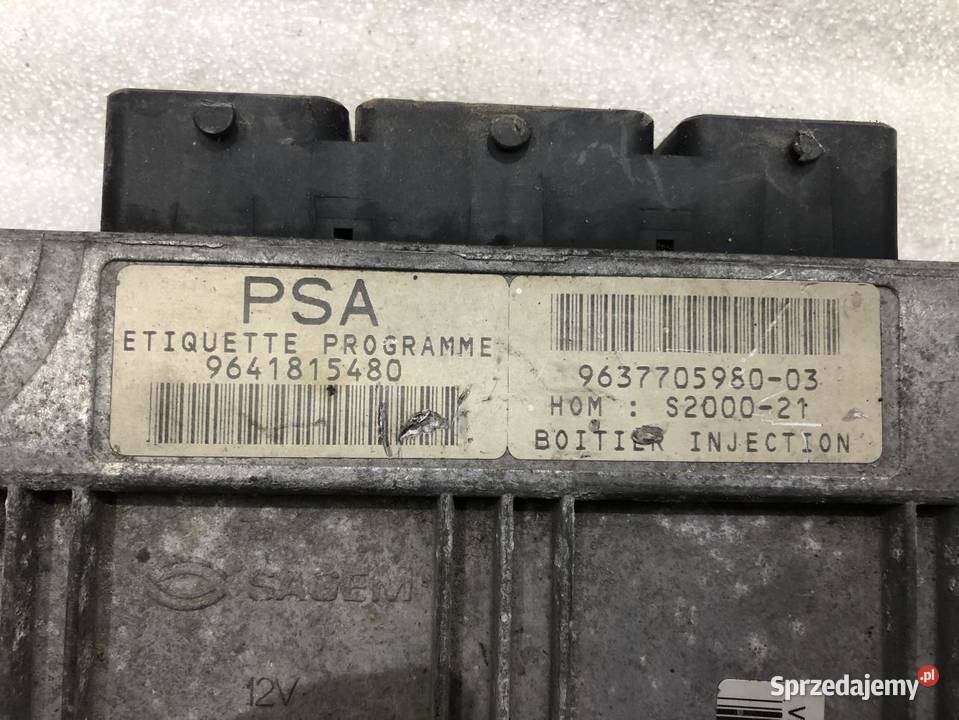 PSA
ETIQUETTE PROGRAMME
9641815480
9637705980-03
HOM : S2000-21
BOITIER INJECTION
SAGEM
12V
V
Sprzedajemy.pl